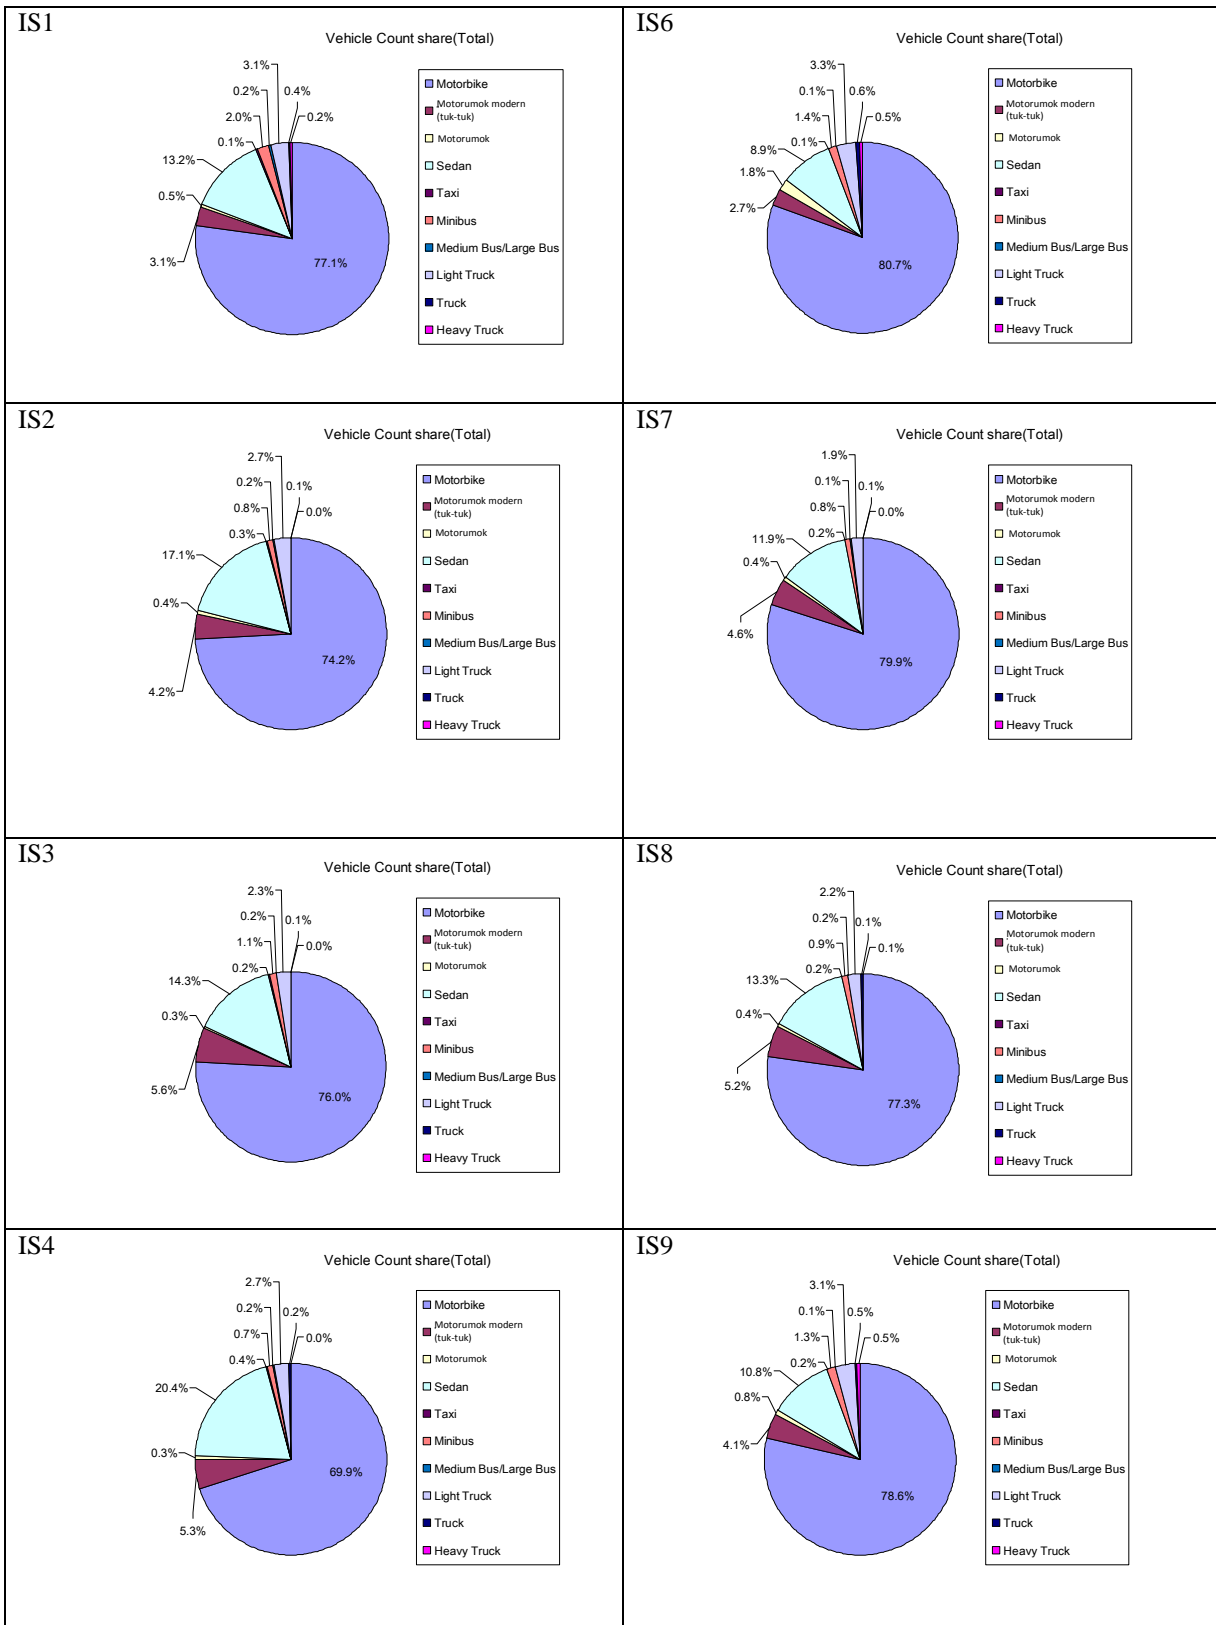 IS1
Vehicle Count share(Total)
3.1%
0.2%
0.4%
2.0%
0.2%
0.1%
13.2%
0.5%
3.1%
77.1%
Motorbike
Motorumok modern
(tuk-tuk)
Motorumok
Sedan
Taxi
Minibus
Medium Bus/Large Bus
Light Truck
Truck
Heavy Truck
IS6
Vehicle Count share(Total)
3.3%
0.1%
0.6%
1.4%
0.5%
0.1%
8.9%
1.8%
2.7%
80.7%
Motorbike
Motorumok modern
(tuk-tuk)
Motorumok
Sedan
Taxi
Minibus
Medium Bus/Large Bus
Light Truck
Truck
Heavy Truck
IS2
Vehicle Count share(Total)
2.7%
0.2%
0.1%
0.8%
0.0%
0.3%
17.1%
0.4%
4.2%
74.2%
Motorbike
Motorumok modern
(tuk-tuk)
Motorumok
Sedan
Taxi
Minibus
Medium Bus/Large Bus
Light Truck
Truck
Heavy Truck
IS7
Vehicle Count share(Total)
1.9%
0.1%
0.1%
0.8%
0.0%
0.2%
11.9%
0.4%
4.6%
79.9%
Motorbike
Motorumok modern
(tuk-tuk)
Motorumok
Sedan
Taxi
Minibus
Medium Bus/Large Bus
Light Truck
Truck
Heavy Truck
IS3
Vehicle Count share(Total)
2.3%
0.2%
0.1%
1.1%
0.0%
0.2%
14.3%
0.3%
5.6%
76.0%
Motorbike
Motorumok modern
(tuk-tuk)
Motorumok
Sedan
Taxi
Minibus
Medium Bus/Large Bus
Light Truck
Truck
Heavy Truck
IS8
Vehicle Count share(Total)
2.2%
0.2%
0.1%
0.9%
0.1%
0.2%
13.3%
0.4%
5.2%
77.3%
Motorbike
Motorumok modern
(tuk-tuk)
Motorumok
Sedan
Taxi
Minibus
Medium Bus/Large Bus
Light Truck
Truck
Heavy Truck
IS4
Vehicle Count share(Total)
2.7%
0.2%
0.2%
0.7%
0.0%
0.4%
20.4%
0.3%
5.3%
69.9%
Motorbike
Motorumok modern
(tuk-tuk)
Motorumok
Sedan
Taxi
Minibus
Medium Bus/Large Bus
Light Truck
Truck
Heavy Truck
IS9
Vehicle Count share(Total)
3.1%
0.1%
0.5%
1.3%
0.5%
0.2%
10.8%
0.8%
4.1%
78.6%
Motorbike
Motorumok modern
(tuk-tuk)
Motorumok
Sedan
Taxi
Minibus
Medium Bus/Large Bus
Light Truck
Truck
Heavy Truck